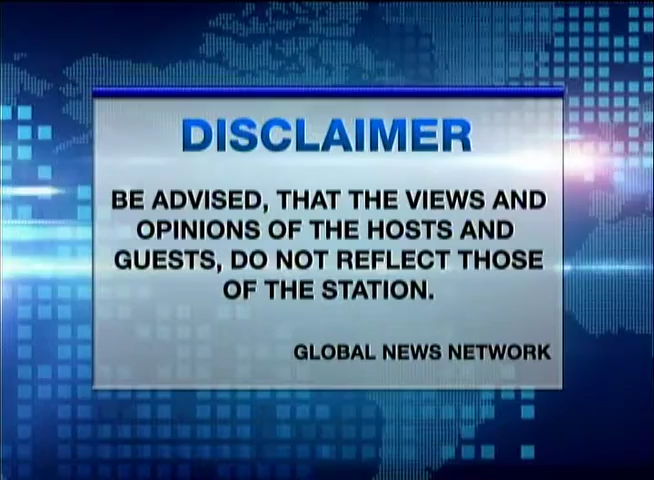 DISCLAIMER
BE ADVISED, THAT THE VIEWS AND
OPINIONS OF THE HOSTS AND
GUESTS, DO NOT REFLECT THOSE
OF THE STATION.
GLOBAL NEWS NETWORK